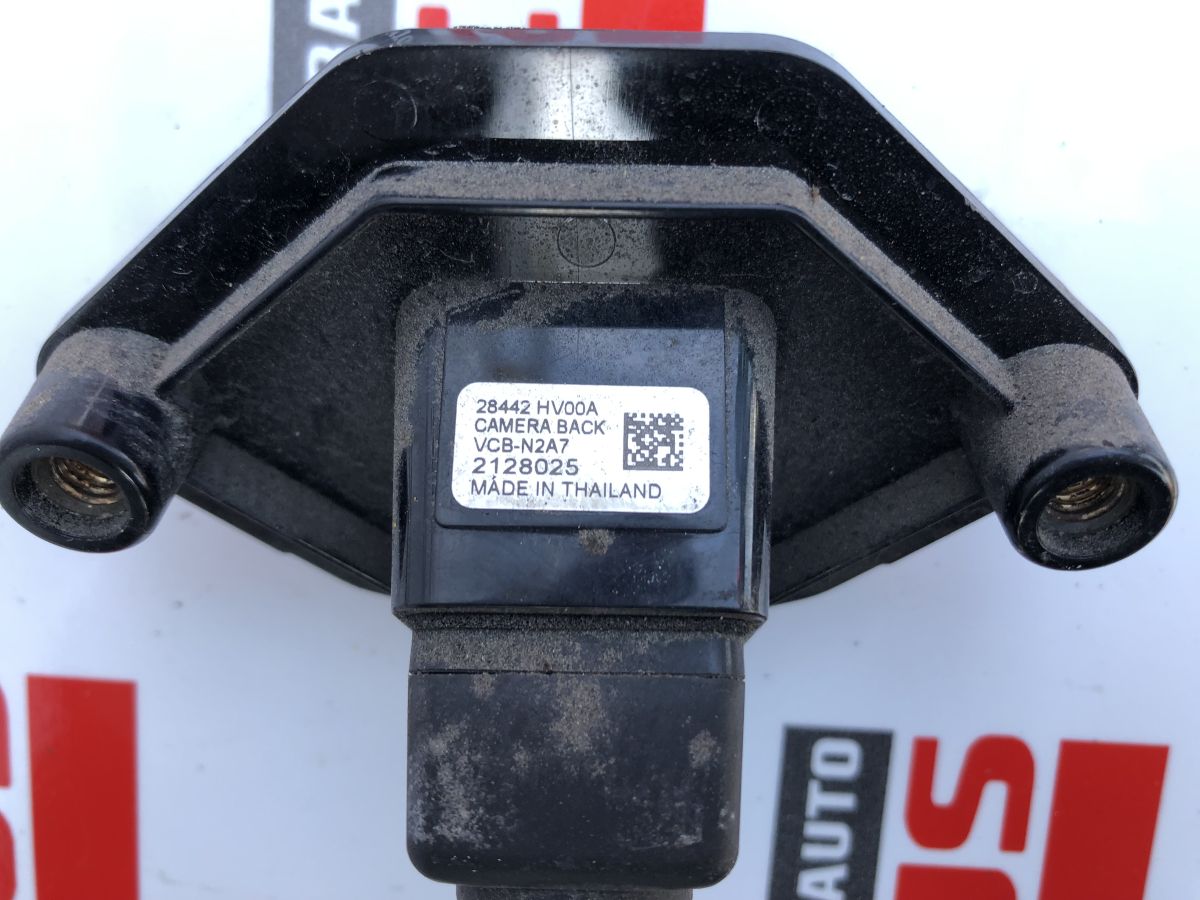 28442 HV00A
CAMERA BACK
VCB-N2A7
2128025
MADE IN THAILAND
AUTO